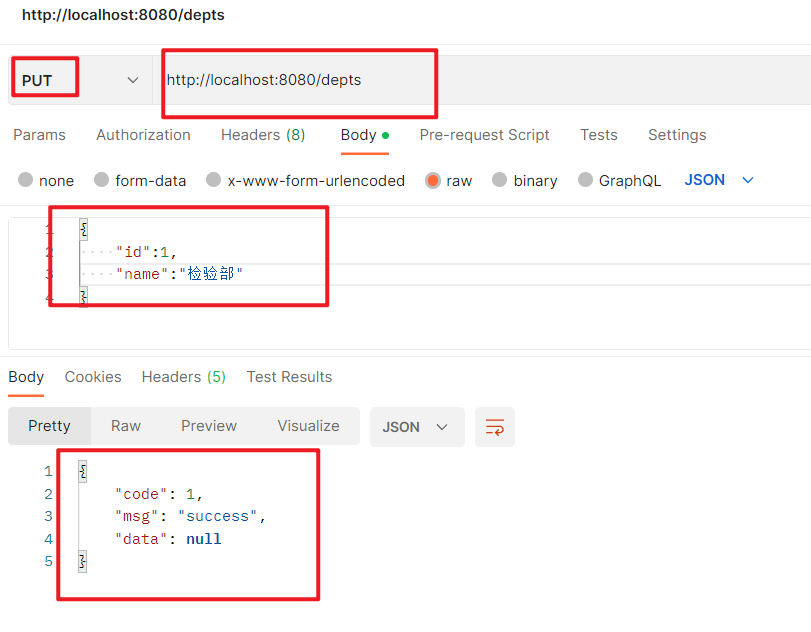 http://localhost:8080/depts
PUT http://localhost:8080/depts
Params Authorization Headers (8) Body Pre-request Script Tests Settings
none form-data x-www-form-urlencoded raw binary GraphQL JSON
1 {
2 "id":1,
3 "name":"检验部"
4 }
Body Cookies Headers (5) Test Results
Pretty Raw Preview Visualize JSON
1 {
2 "code": 1,
3 "msg": "success",
4 "data": null
5 }